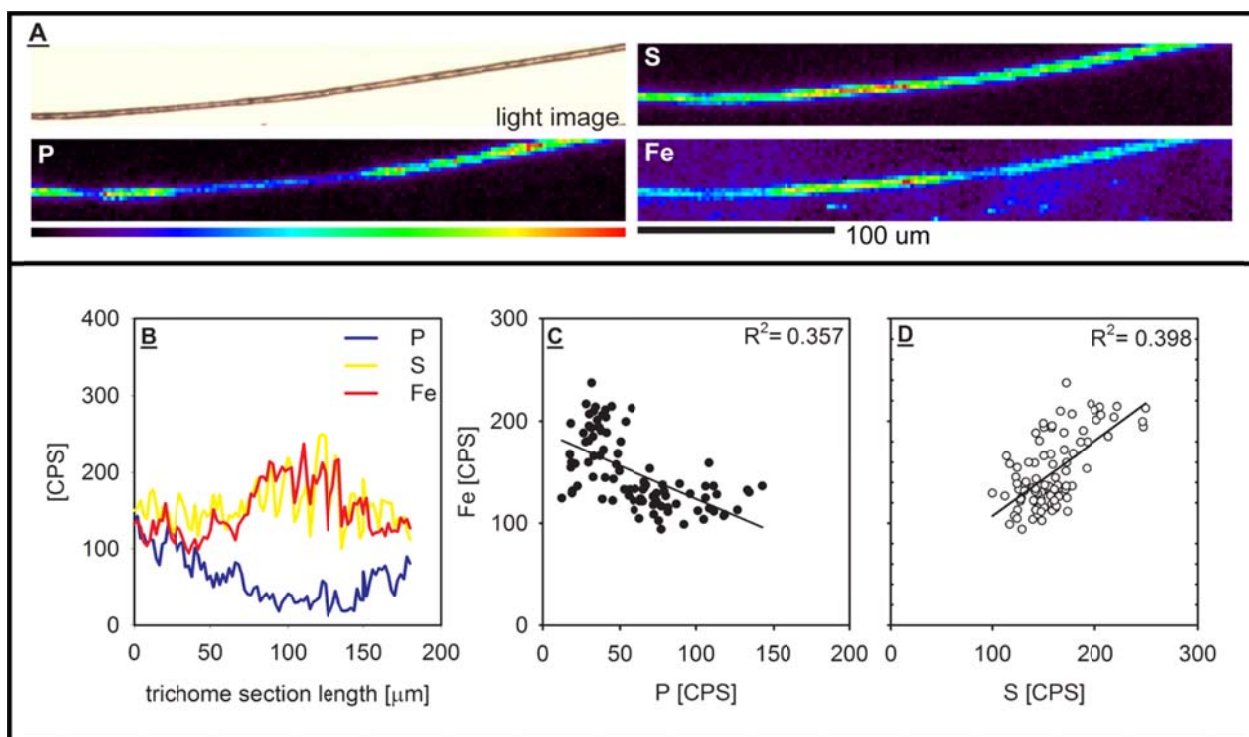 A
light image
S
P
Fe
100 um
400
300
200
100
0
[CPS]
B
P
S
Fe
0 50 100 150 200
trichome section length [μm]
300
200
100
0
Fe [CPS]
C
R²= 0.357
0 50 100 150 200
P [CPS]
D
R²= 0.398
0 100 200 300
S [CPS]